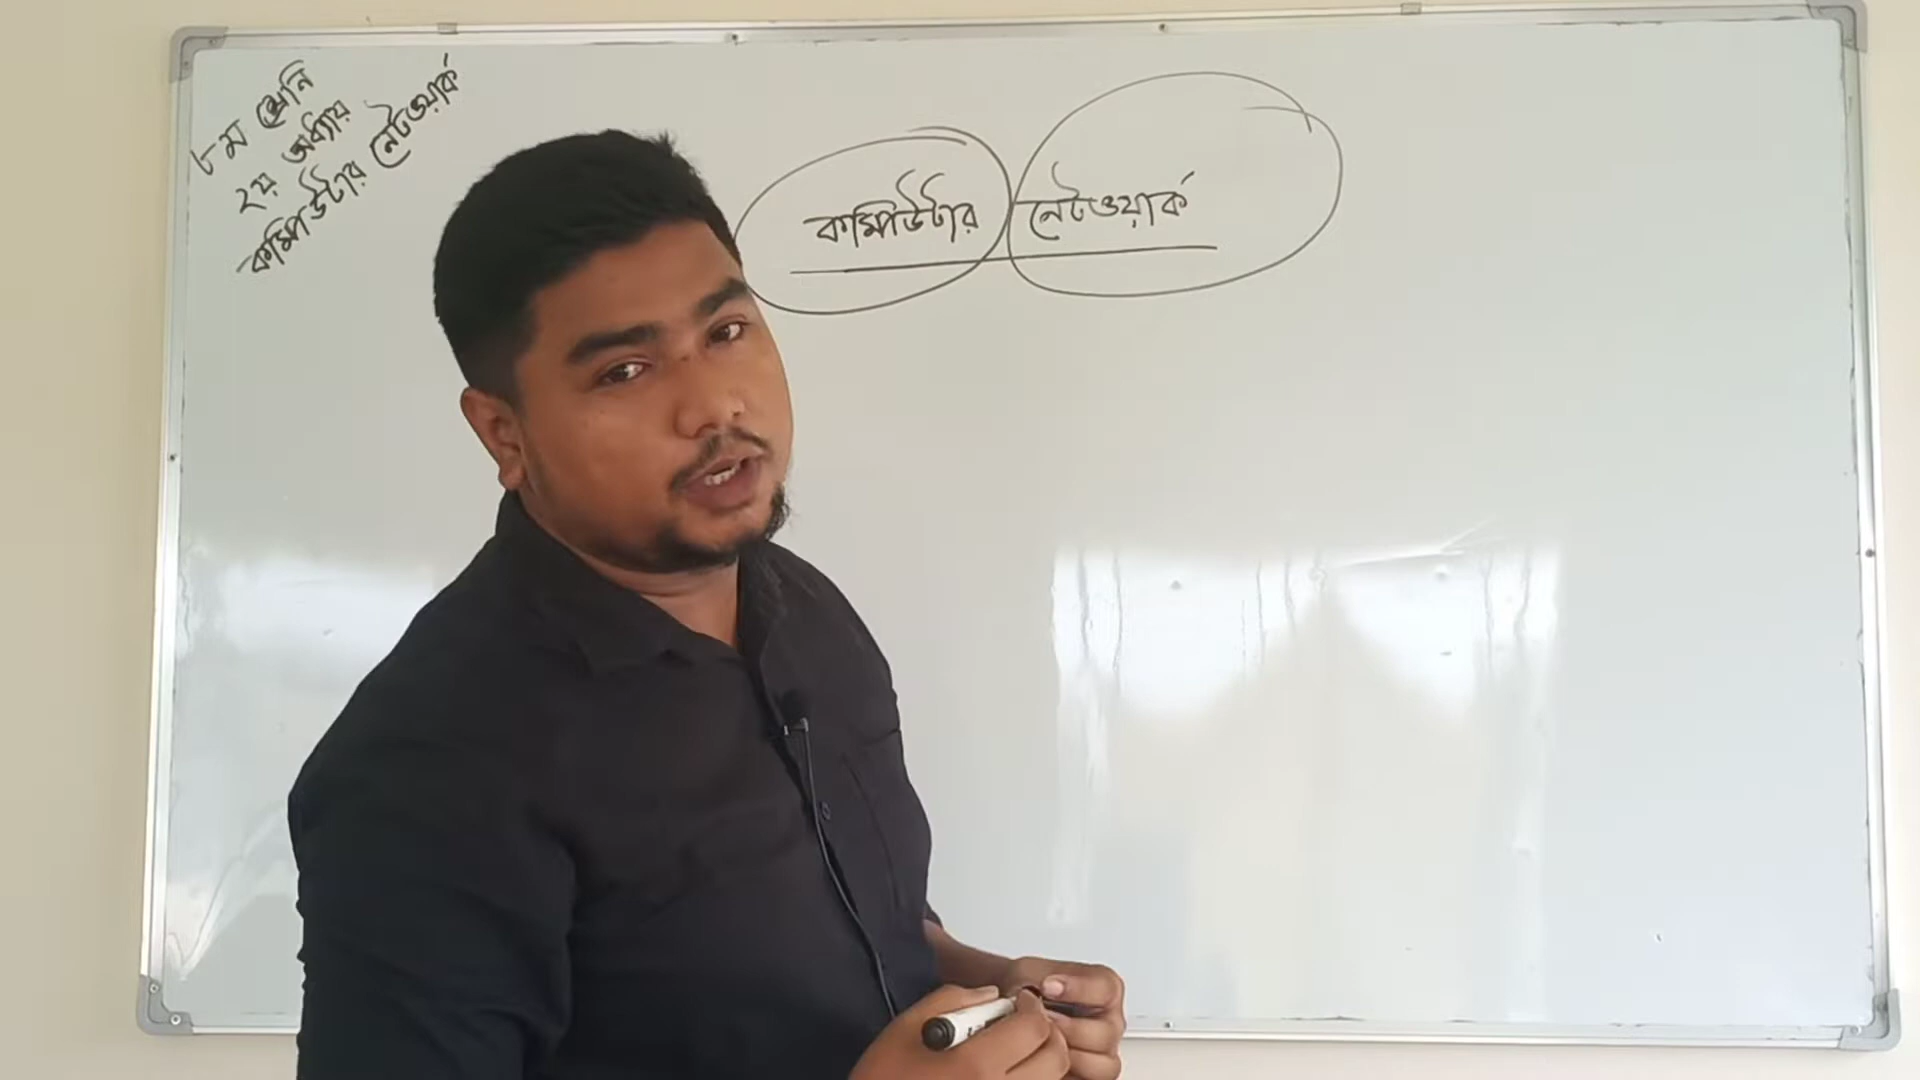 ৮ম শ্রেনি
২য় অধ্যায়
কম্পিউটার নেটওয়ার্ক
কম্পিউটার নেটওয়ার্ক